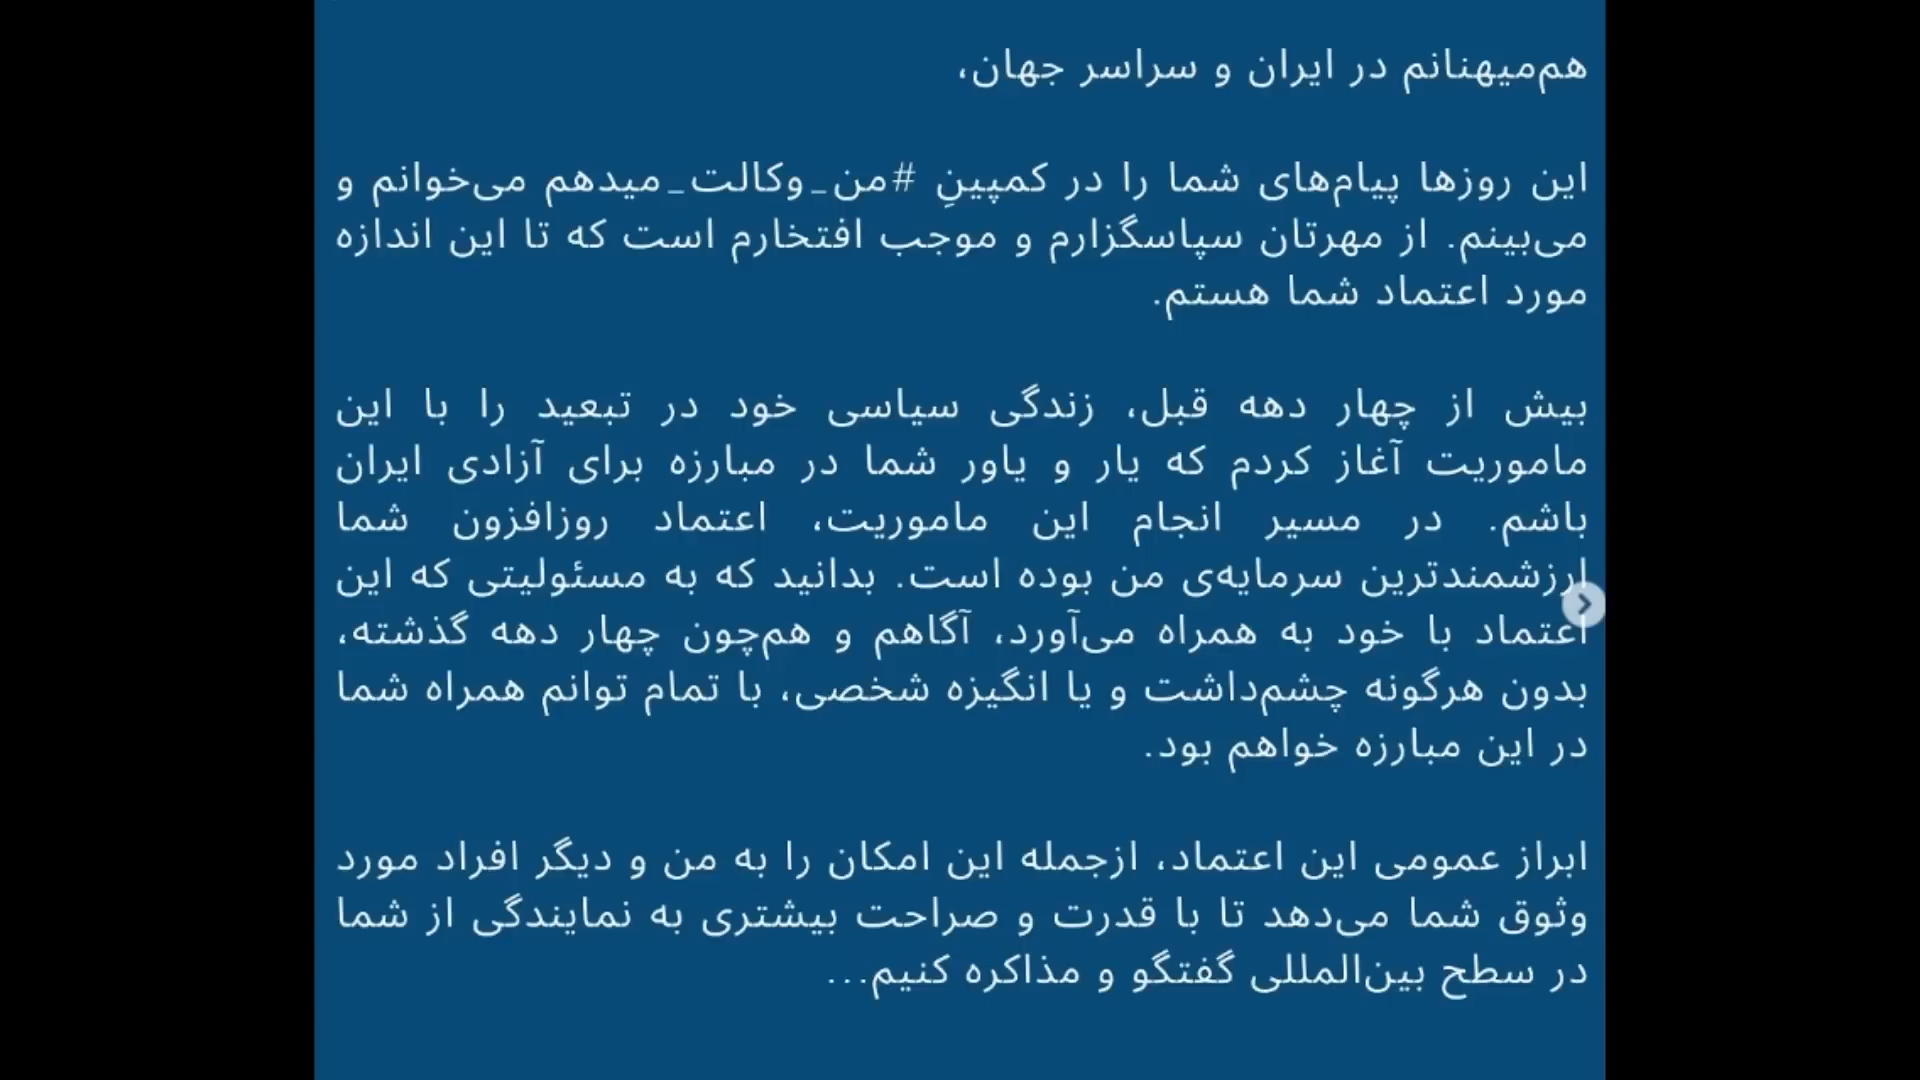 هم‌میهنانم در ایران و سراسر جهان،
این روزها پیام‌های شما را در کمپینِ #من_وکالت_میدهم می‌خوانم و
می‌بینم. از مهرتان سپاسگزارم و موجب افتخارم است که تا این اندازه
مورد اعتماد شما هستم.
بیش از چهار دهه قبل، زندگی سیاسی خود در تبعید را با این
ماموریت آغاز کردم که یار و یاور شما در مبارزه برای آزادی ایران
باشم. در مسیر انجام این ماموریت، اعتماد روزافزون شما
ارزشمندترین سرمایه‌ی من بوده است. بدانید که به مسئولیتی که این
اعتماد با خود به همراه می‌آورد، آگاهم و هم‌چون چهار دهه گذشته،
بدون هرگونه چشم‌داشت و یا انگیزه شخصی، با تمام توانم همراه شما
در این مبارزه خواهم بود.
ابراز عمومی این اعتماد، ازجمله این امکان را به من و دیگر افراد مورد
وثوق شما می‌دهد تا با قدرت و صراحت بیشتری به نمایندگی از شما
در سطح بین‌المللی گفتگو و مذاکره کنیم...